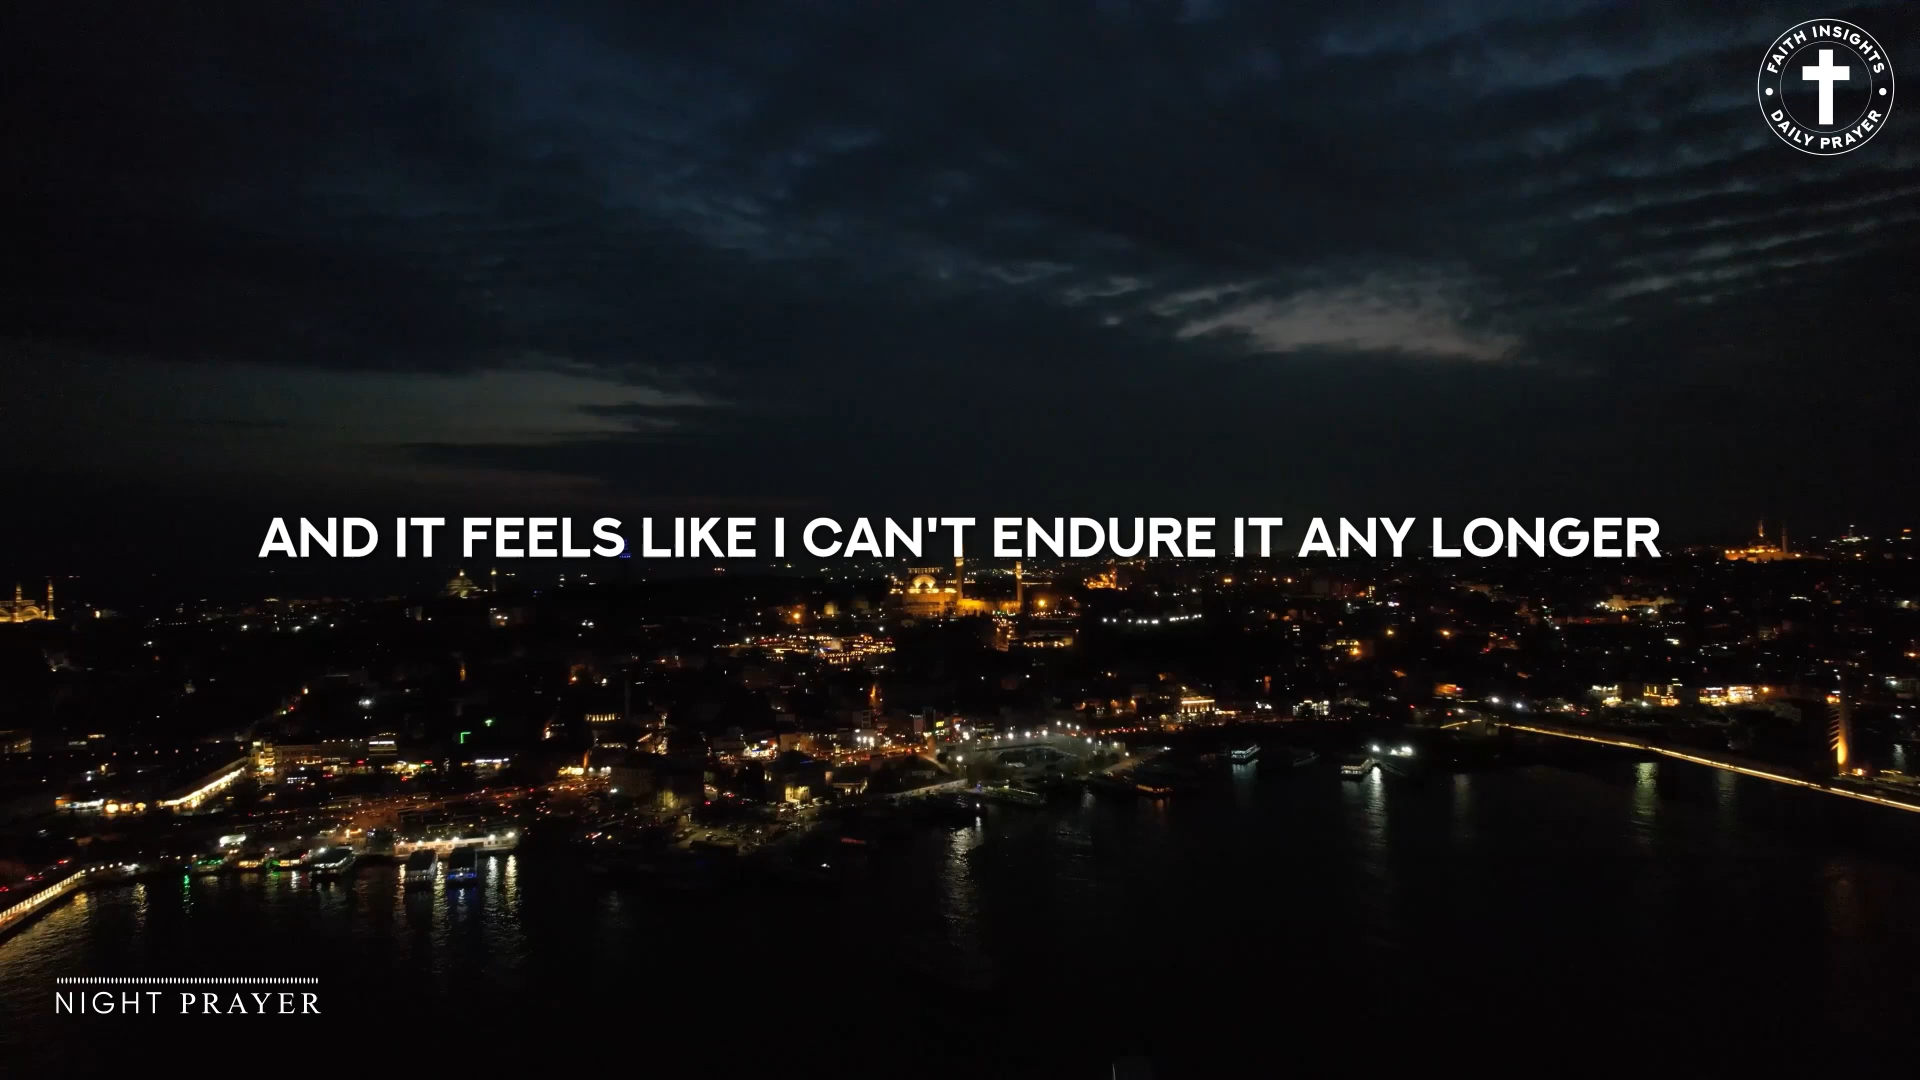 FAITH INSIGHTS
DAILY PRAYER
AND IT FEELS LIKE I CAN'T ENDURE IT ANY LONGER
NIGHT PRAYER